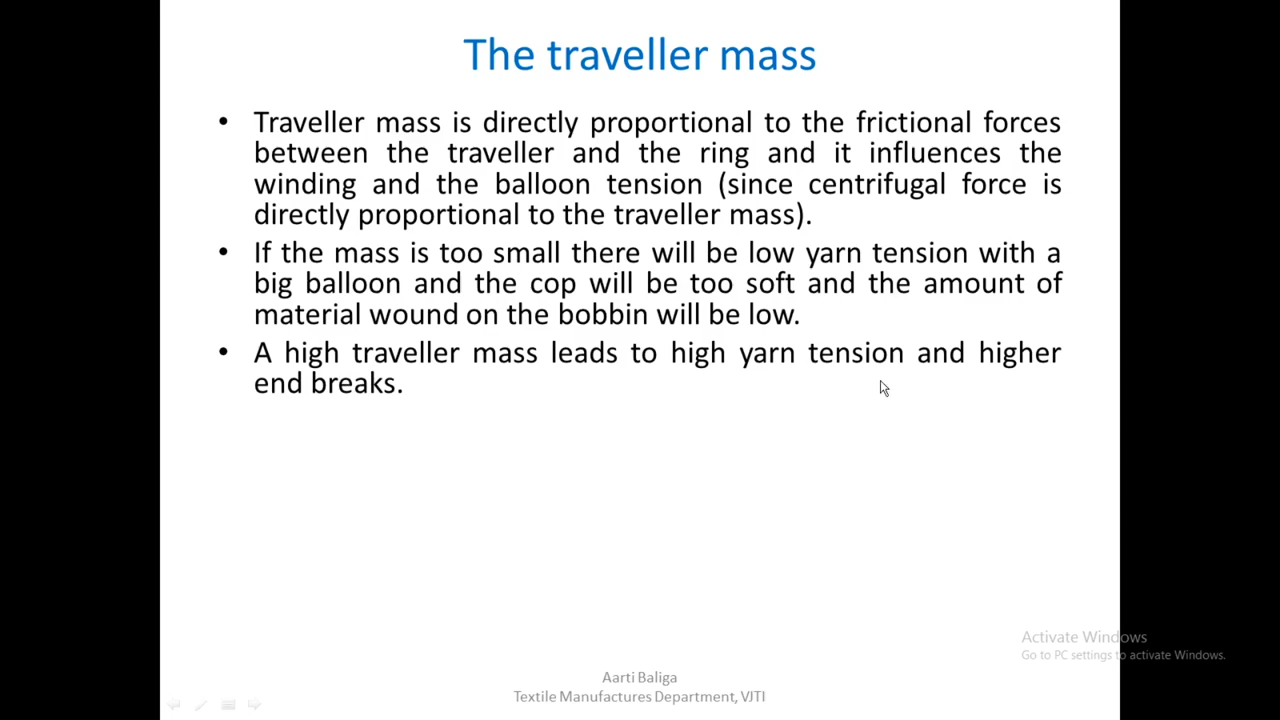 The traveller mass
• Traveller mass is directly proportional to the frictional forces
between the traveller and the ring and it influences the
winding and the balloon tension (since centrifugal force is
directly proportional to the traveller mass).
• If the mass is too small there will be low yarn tension with a
big balloon and the cop will be too soft and the amount of
material wound on the bobbin will be low.
• A high traveller mass leads to high yarn tension and higher
end breaks.
Activate Windows
Go to PC settings to activate Windows.
Aarti Baliga
Textile Manufactures Department, VJTI